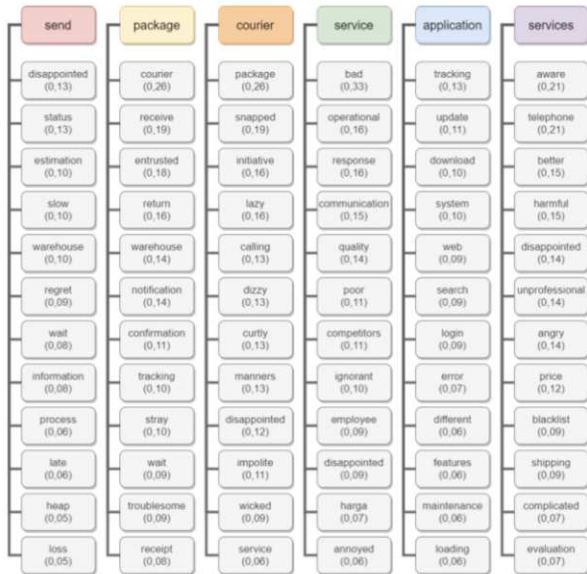 send package courier service application services
disappointed courier package bad tracking aware
(0,13) (0,26) (0,26) (0,33) (0,13) (0,21)
status receive snapped operational update telephone
(0,13) (0,19) (0,19) (0,16) (0,11) (0,21)
estimation entrusted initiative response download better
(0,10) (0,18) (0,16) (0,16) (0,10) (0,15)
slow return lazy communication system harmful
(0,10) (0,16) (0,16) (0,15) (0,10) (0,15)
warehouse warehouse calling quality web disappointed
(0,10) (0,14) (0,13) (0,14) (0,09) (0,14)
regret notification dizzy poor search unprofessional
(0,09) (0,14) (0,13) (0,11) (0,09) (0,14)
wait confirmation curtly competitors login angry
(0,08) (0,11) (0,13) (0,11) (0,09) (0,14)
information tracking manners ignorant error price
(0,08) (0,10) (0,13) (0,10) (0,07) (0,12)
process stray disappointed employee different blacklist
(0,06) (0,10) (0,12) (0,09) (0,06) (0,09)
late wait impolite disappointed features shipping
(0,06) (0,09) (0,11) (0,09) (0,06) (0,09)
heap troublesome wicked harga maintenance complicated
(0,05) (0,09) (0,09) (0,07) (0,06) (0,07)
loss receipt service annoyed loading evaluation
(0,05) (0,08) (0,06) (0,06) (0,06) (0,07)